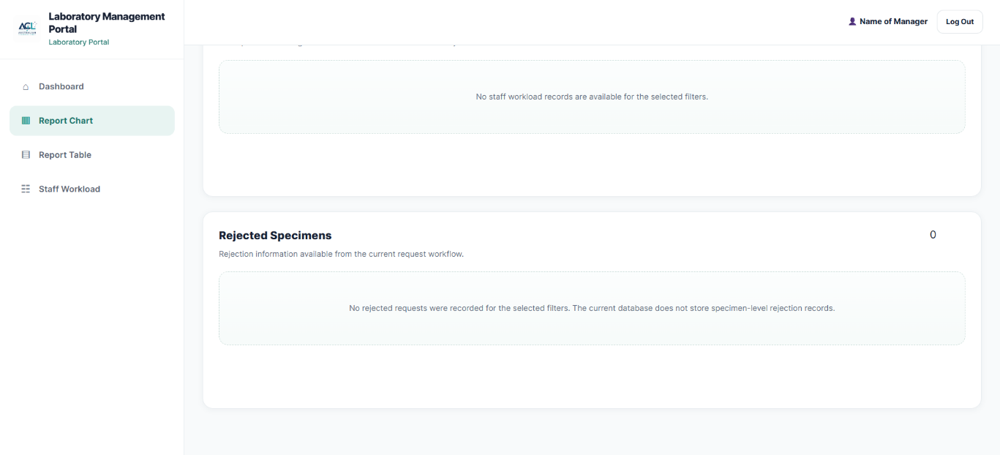 ACL
AUSTRALIAN
Laboratory Management
Portal
Laboratory Portal
Name of Manager
Log Out
Dashboard
Report Chart
Report Table
Staff Workload
No staff workload records are available for the selected filters.
Rejected Specimens
0
Rejection information available from the current request workflow.
No rejected requests were recorded for the selected filters. The current database does not store specimen-level rejection records.